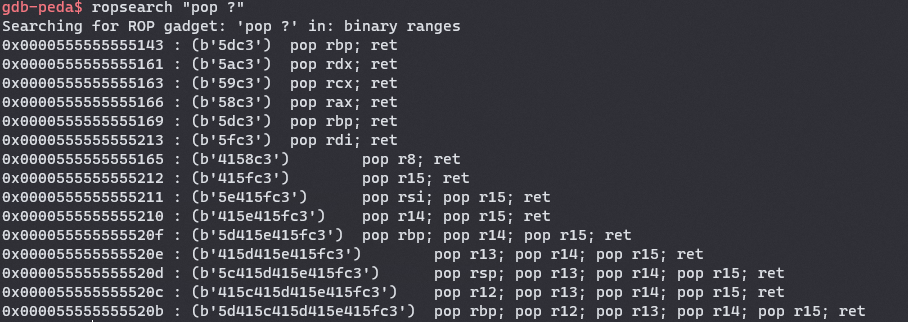 gdb-peda$ ropsearch "pop ?"
Searching for ROP gadget: 'pop ?' in: binary ranges
0x0000555555555143 : (b'5dc3')  pop rbp; ret
0x0000555555555161 : (b'5ac3')  pop rdx; ret
0x0000555555555163 : (b'59c3')  pop rcx; ret
0x0000555555555166 : (b'58c3')  pop rax; ret
0x0000555555555169 : (b'5dc3')  pop rbp; ret
0x0000555555555213 : (b'5fc3')  pop rdi; ret
0x0000555555555165 : (b'4158c3')        pop r8; ret
0x0000555555555212 : (b'415fc3')        pop r15; ret
0x0000555555555211 : (b'5e415fc3')      pop rsi; pop r15; ret
0x0000555555555210 : (b'415e415fc3')    pop r14; pop r15; ret
0x000055555555520f : (b'5d415e415fc3')  pop rbp; pop r14; pop r15; ret
0x000055555555520e : (b'415d415e415fc3')        pop r13; pop r14; pop r15; ret
0x000055555555520d : (b'5c415d415e415fc3')      pop rsp; pop r13; pop r14; pop r15; ret
0x000055555555520c : (b'415c415d415e415fc3')    pop r12; pop r13; pop r14; pop r15; ret
0x000055555555520b : (b'5d415c415d415e415fc3')  pop rbp; pop r12; pop r13; pop r14; pop r15; ret